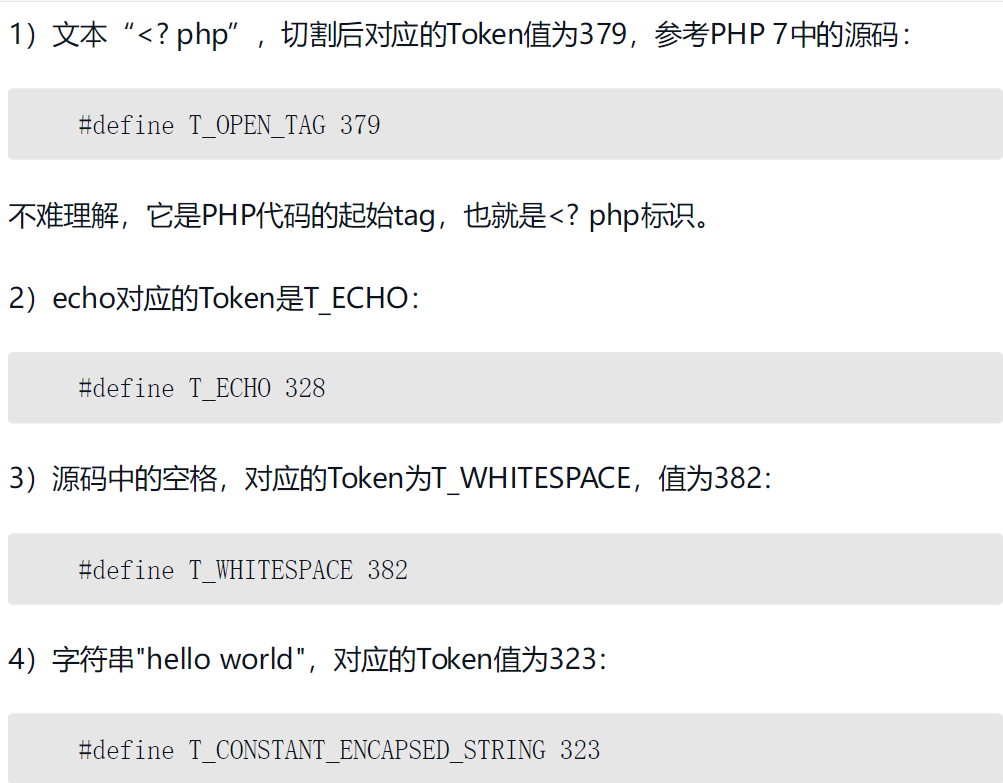 1）文本“<? php”，切割后对应的Token值为379，参考PHP 7中的源码：
#define T_OPEN_TAG 379
不难理解，它是PHP代码的起始tag，也就是<? php标识。
2）echo对应的Token是T_ECHO：
#define T_ECHO 328
3）源码中的空格，对应的Token为T_WHITESPACE，值为382：
#define T_WHITESPACE 382
4）字符串"hello world"，对应的Token值为323：
#define T_CONSTANT_ENCAPSED_STRING 323